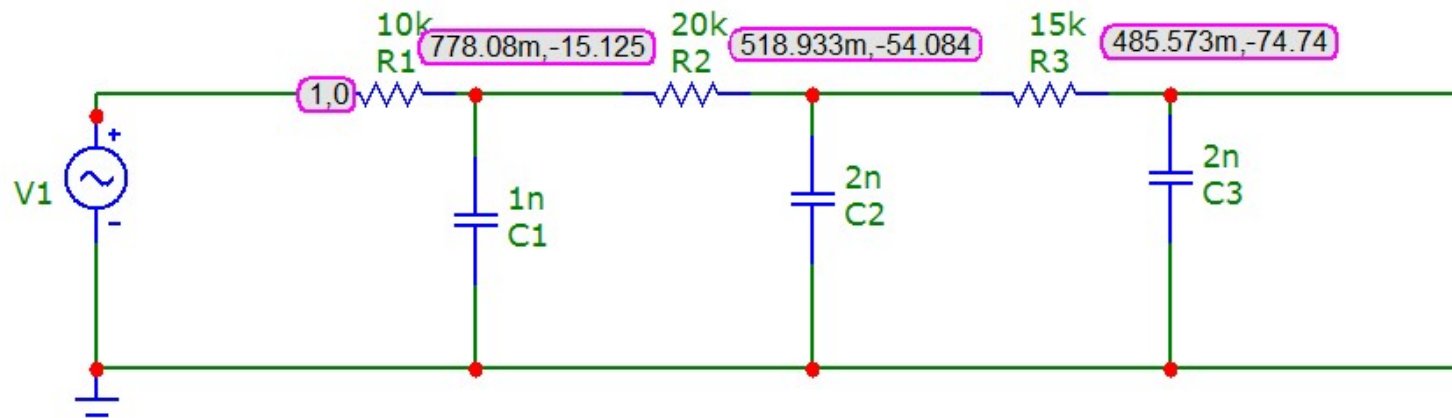 10k
778.08m,-15.125
R1
20k
518.933m,-54.084
R2
15k
485.573m,-74.74
R3
1,0
+
V1
-
1n
C1
2n
C2
2n
C3